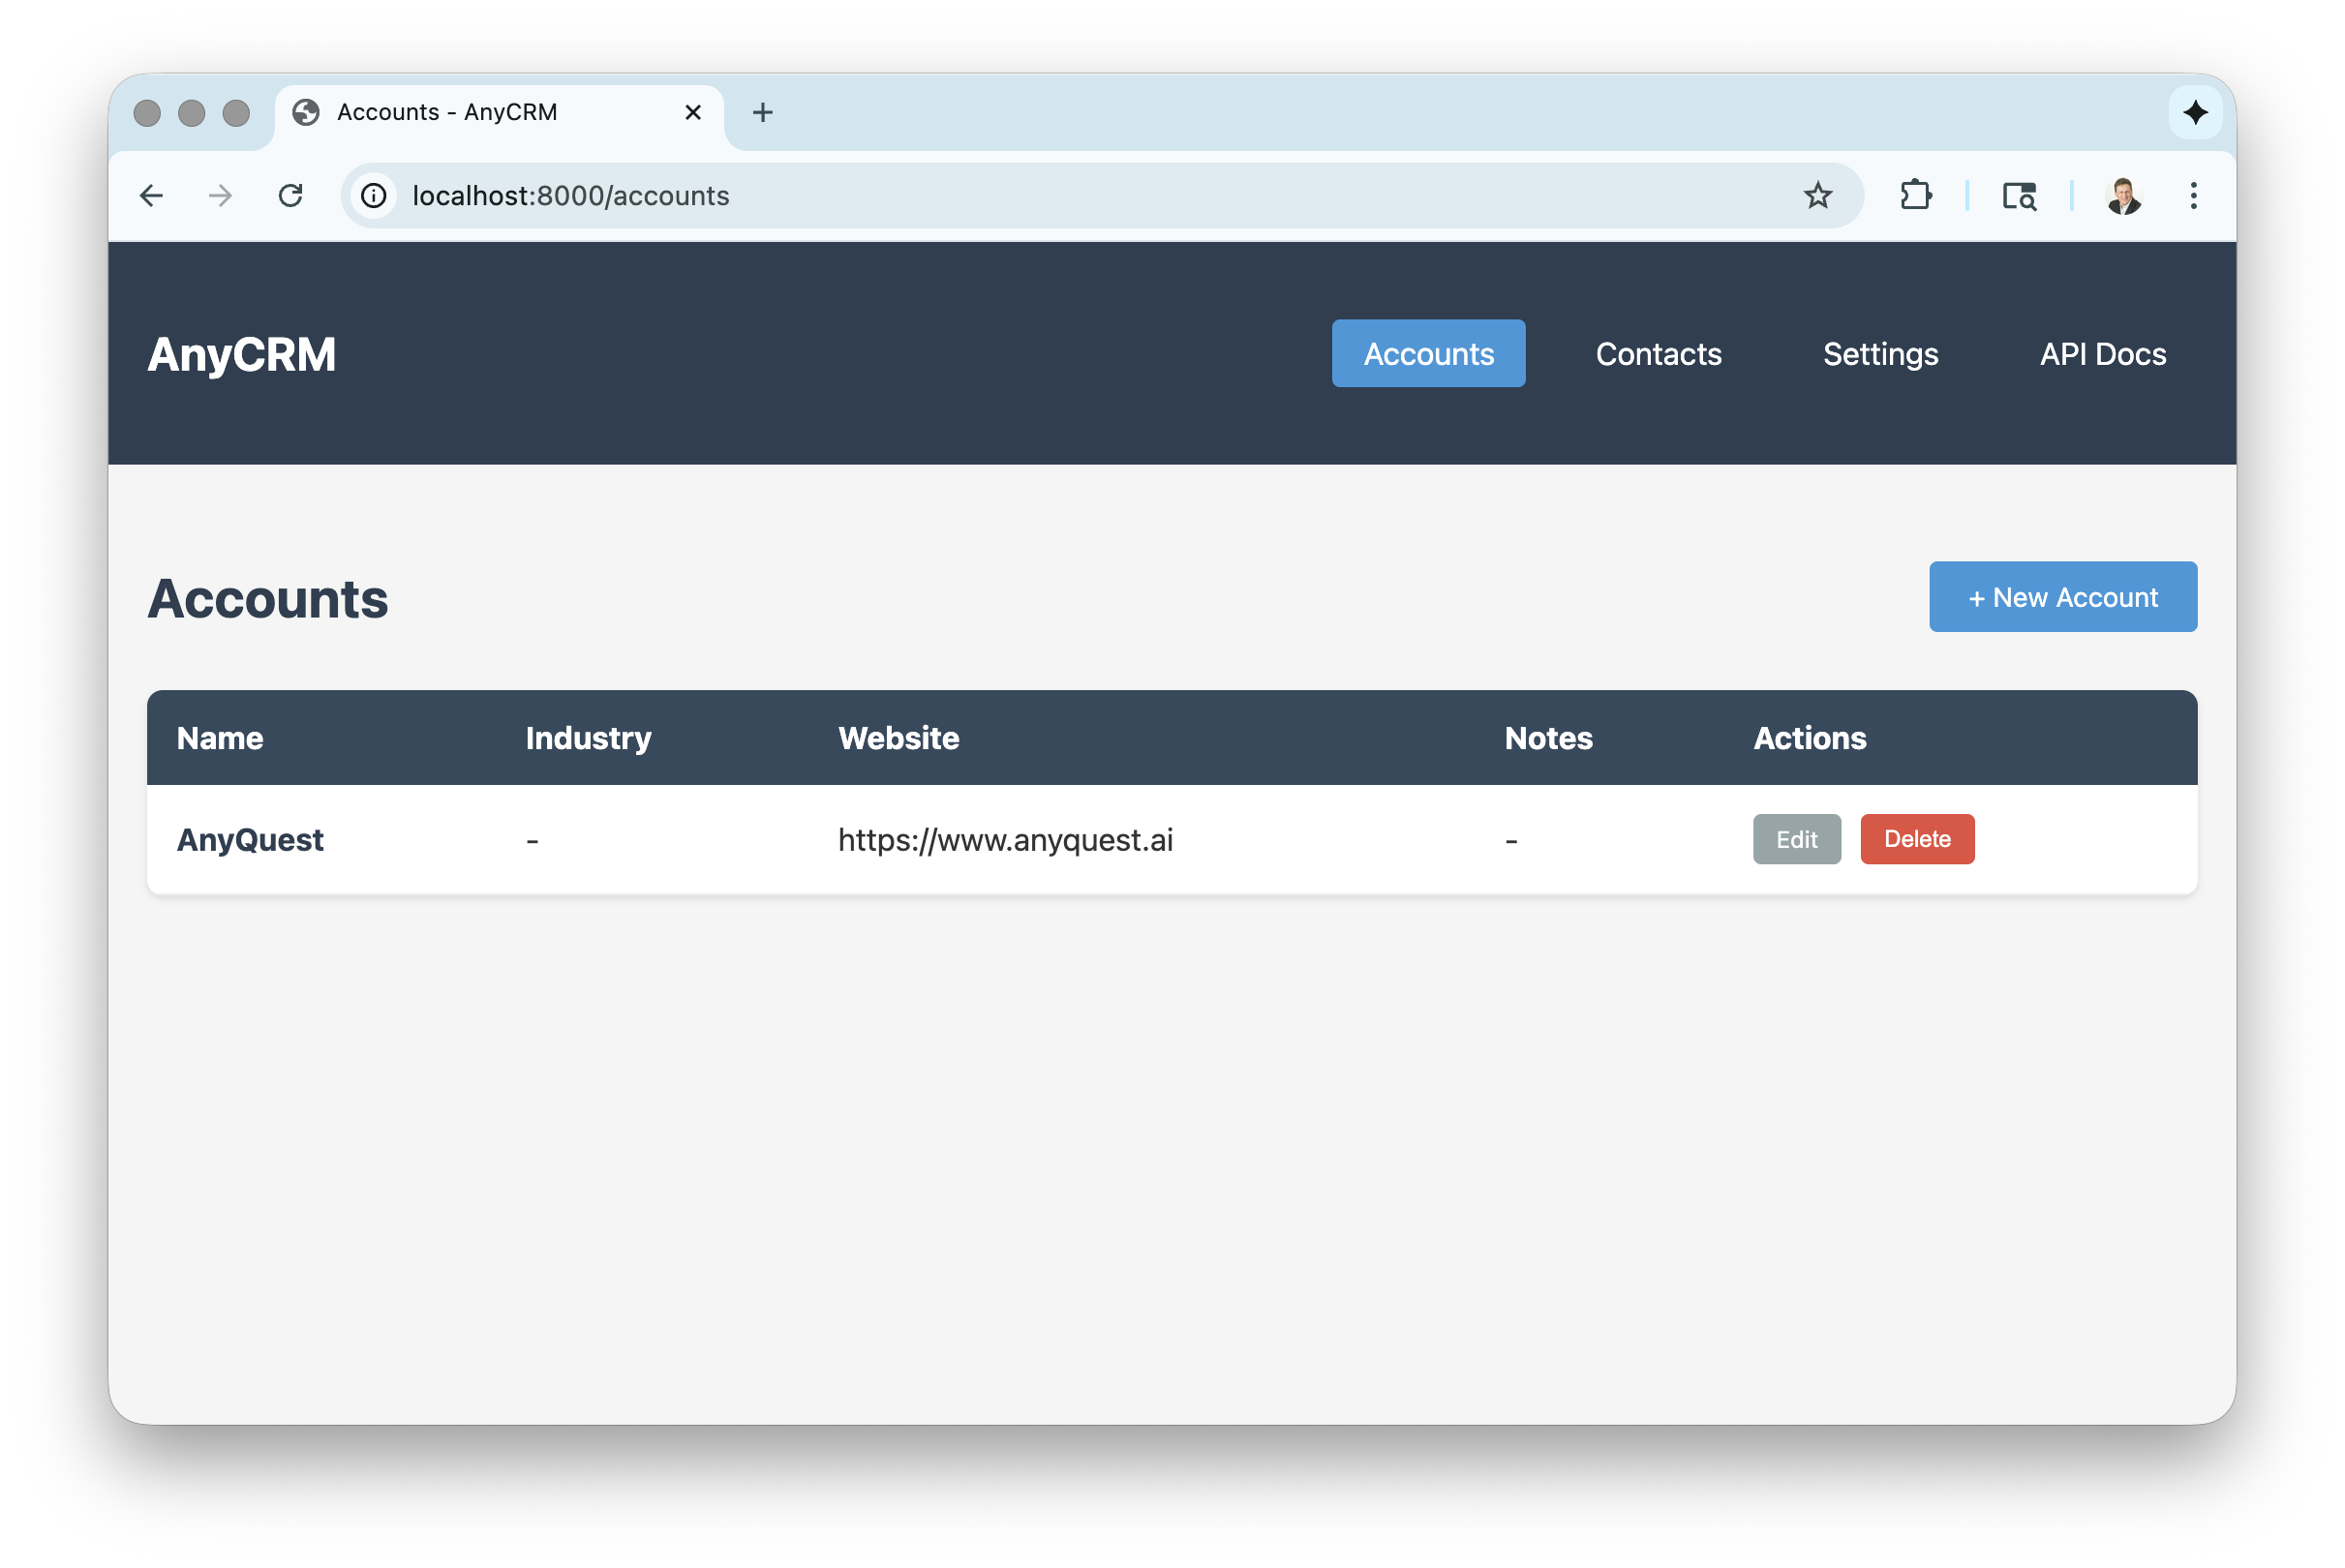 Accounts - AnyCRM
localhost:8000/accounts
AnyCRM
Accounts Contacts Settings API Docs
Accounts
+ New Account
Name Industry Website Notes Actions
AnyQuest - https://www.anyquest.ai - Edit Delete